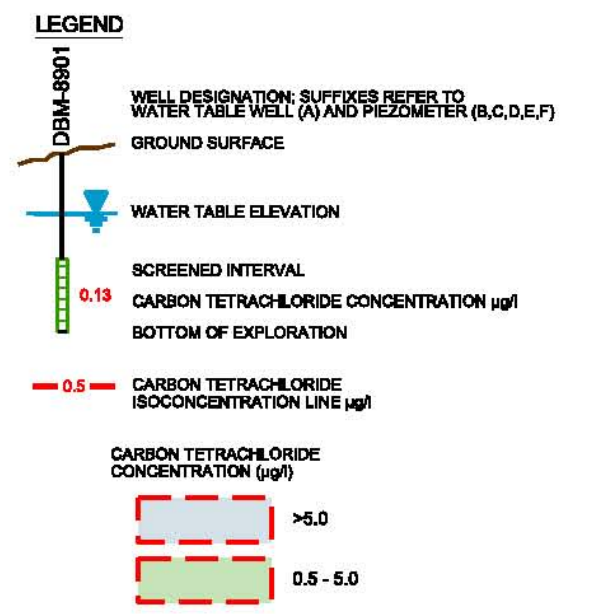 LEGEND
DBM-8901
WELL DESIGNATION; SUFFIXES REFER TO
WATER TABLE WELL (A) AND PIEZOMETER (B,C,D,E,F)
GROUND SURFACE
WATER TABLE ELEVATION
SCREENED INTERVAL
0.13
CARBON TETRACHLORIDE CONCENTRATION µg/l
BOTTOM OF EXPLORATION
0.5
CARBON TETRACHLORIDE
ISOCONCENTRATION LINE µg/l
CARBON TETRACHLORIDE
CONCENTRATION (µg/l)
>5.0
0.5 - 5.0